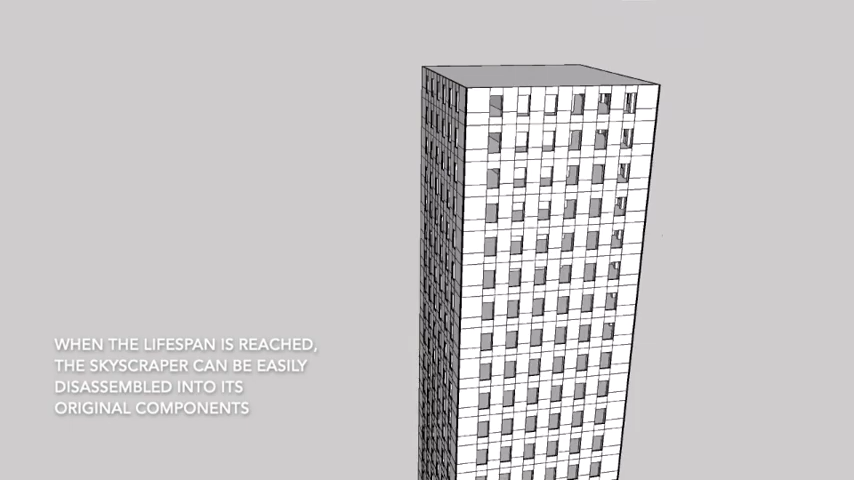 WHEN THE LIFESPAN IS REACHED,
THE SKYSCRAPER CAN BE EASILY
DISASSEMBLED INTO ITS
ORIGINAL COMPONENTS